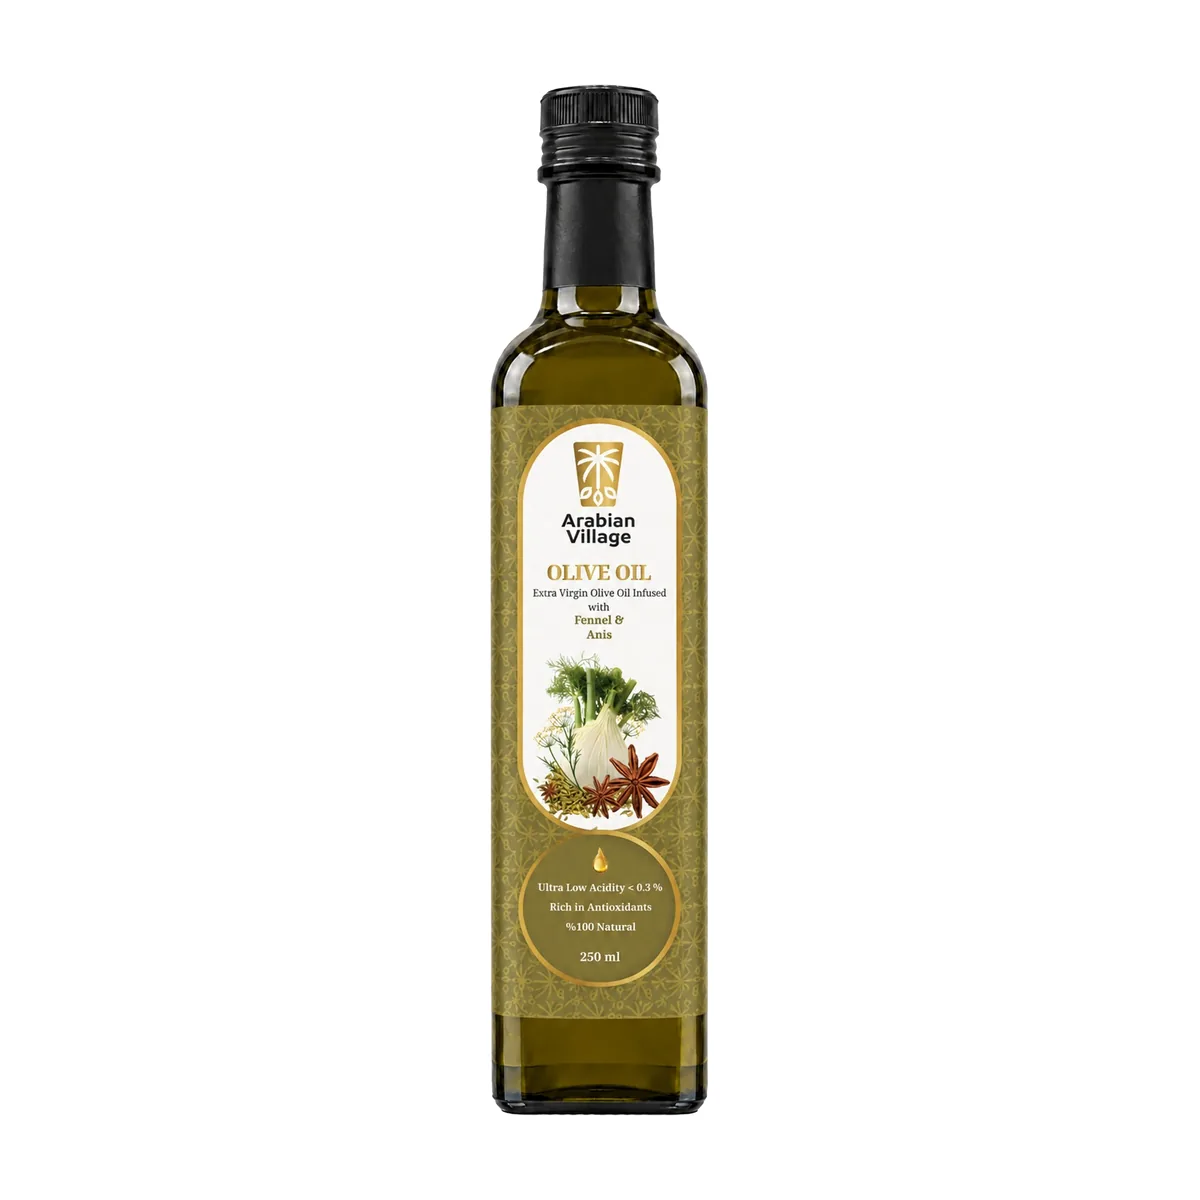 Arabian
Village
OLIVE OIL
Extra Virgin Olive Oil Infused
with
Fennel &
Anis
Ultra Low Acidity < 0.3 %
Rich in Antioxidants
%100 Natural
250 ml